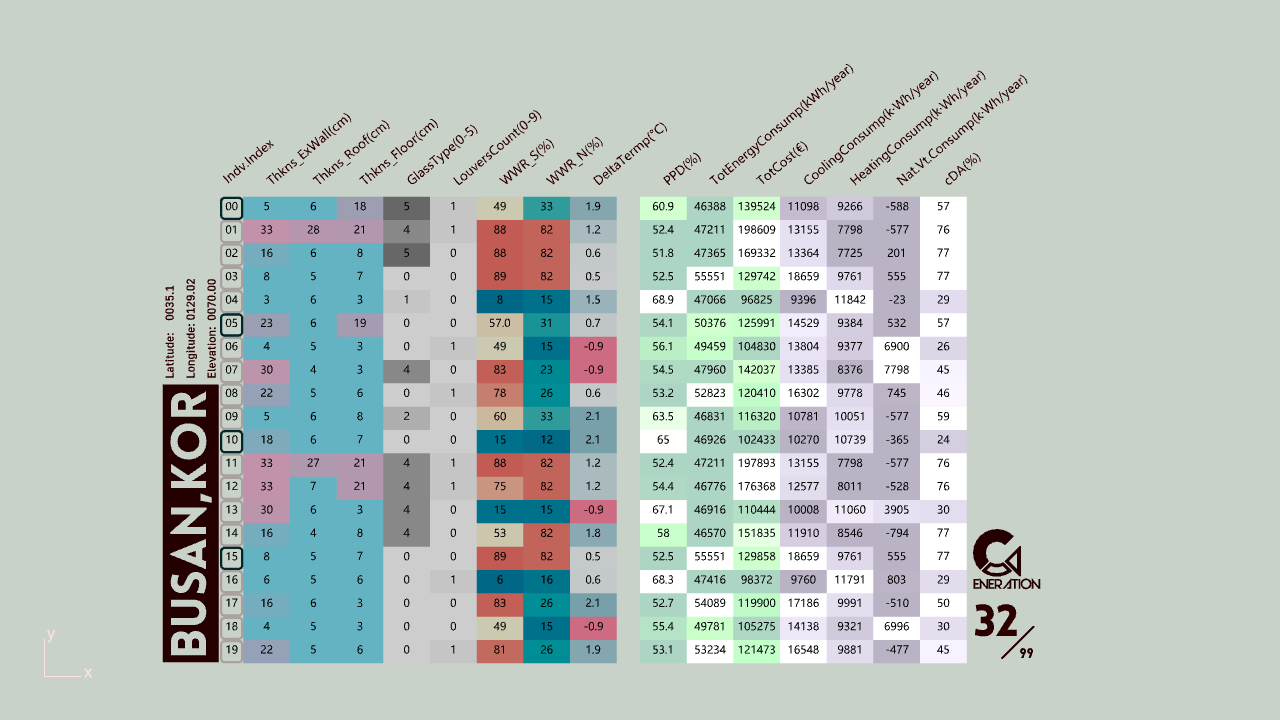 Indv.Index Thkns_ExWall(cm) Thkns_Roof(cm) Thkns_Floor(cm) GlassType(0-5) LouversCount(0-9) WWR_S(%) WWR_N(%) DeltaTermp(°C) PPD(%) TotEnergyConsump(kWh/year) TotCost(€) CoolingConsump(k·Wh/year) HeatingConsump(k·Wh/year) Nat.Vt.Consump(k·Wh/year) cDA(%)
00 5 6 18 5 1 49 33 1.9 60.9 46388 139524 11098 9266 -588 57
01 33 28 21 4 1 88 82 1.2 52.4 47211 198609 13155 7798 -577 76
02 16 6 8 5 0 88 82 0.6 51.8 47365 169332 13364 7725 201 77
03 8 5 7 0 0 89 82 0.5 52.5 55551 129742 18659 9761 555 77
04 3 6 3 1 0 8 15 1.5 68.9 47066 96825 9396 11842 -23 29
05 23 6 19 0 0 57.0 31 0.7 54.1 50376 125991 14529 9384 532 57
06 4 5 3 0 1 49 15 -0.9 56.1 49459 104830 13804 9377 6900 26
07 30 4 3 4 0 83 23 -0.9 54.5 47960 142037 13385 8376 7798 45
08 22 5 6 0 1 78 26 0.6 53.2 52823 120410 16302 9778 745 46
09 5 6 8 2 0 60 33 2.1 63.5 46831 116320 10781 10051 -577 59
10 18 6 7 0 0 15 12 2.1 65 46926 102433 10270 10739 -365 24
11 33 27 21 4 1 88 82 1.2 52.4 47211 197893 13155 7798 -577 76
12 33 7 21 4 1 75 82 1.2 54.4 46776 176368 12577 8011 -528 76
13 30 6 3 4 0 15 15 -0.9 67.1 46916 110444 10008 11060 3905 30
14 16 4 8 4 0 53 82 1.8 58 46570 151835 11910 8546 -794 77
15 8 5 7 0 0 89 82 0.5 52.5 55551 129858 18659 9761 555 77
16 6 5 6 0 1 6 16 0.6 68.3 47416 98372 9760 11791 803 29
17 16 6 3 0 0 83 26 2.1 52.7 54089 119900 17186 9991 -510 50
18 4 5 3 0 0 49 15 -0.9 55.4 49781 105275 14138 9321 6996 30
19 22 5 6 0 1 81 26 1.9 53.1 53234 121473 16548 9881 -477 45
Latitude: 0035.1
Longitude: 0129.02
Elevation: 0070.00
BUSAN,KOR
ENERATION
32/99
y
x